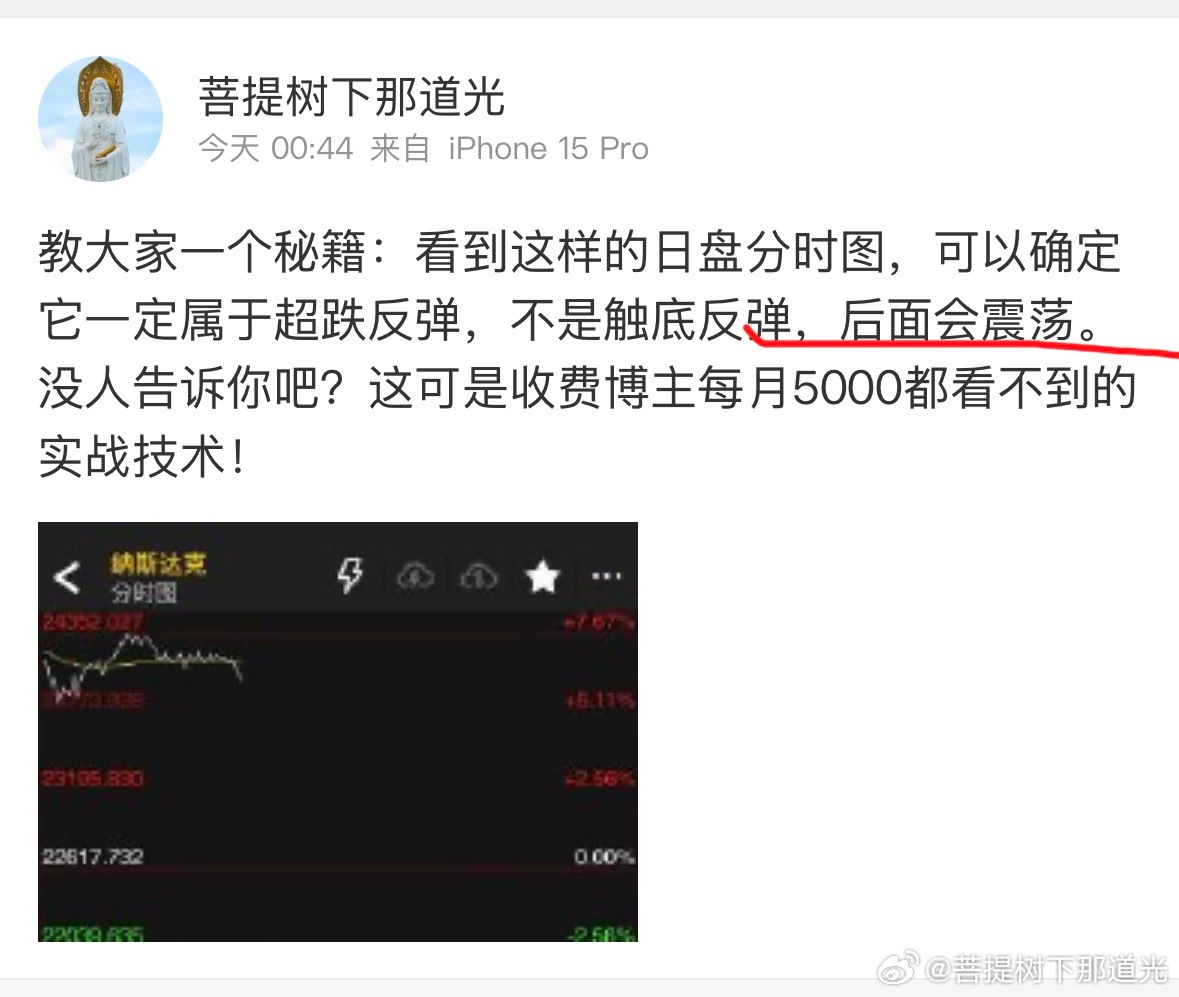 菩提树下那道光
今天 00:44 来自 iPhone 15 Pro
教大家一个秘籍：看到这样的日盘分时图，可以确定
它一定属于超跌反弹，不是触底反弹，后面会震荡。
没人告诉你吧？这可是收费博主每月5000都看不到的
实战技术！
纳斯达克
分时图
24352.027 +7.67%
+5.11%
23195.830 +2.56%
22617.732 0.00%
22039.635 -2.56%
@菩提树下那道光